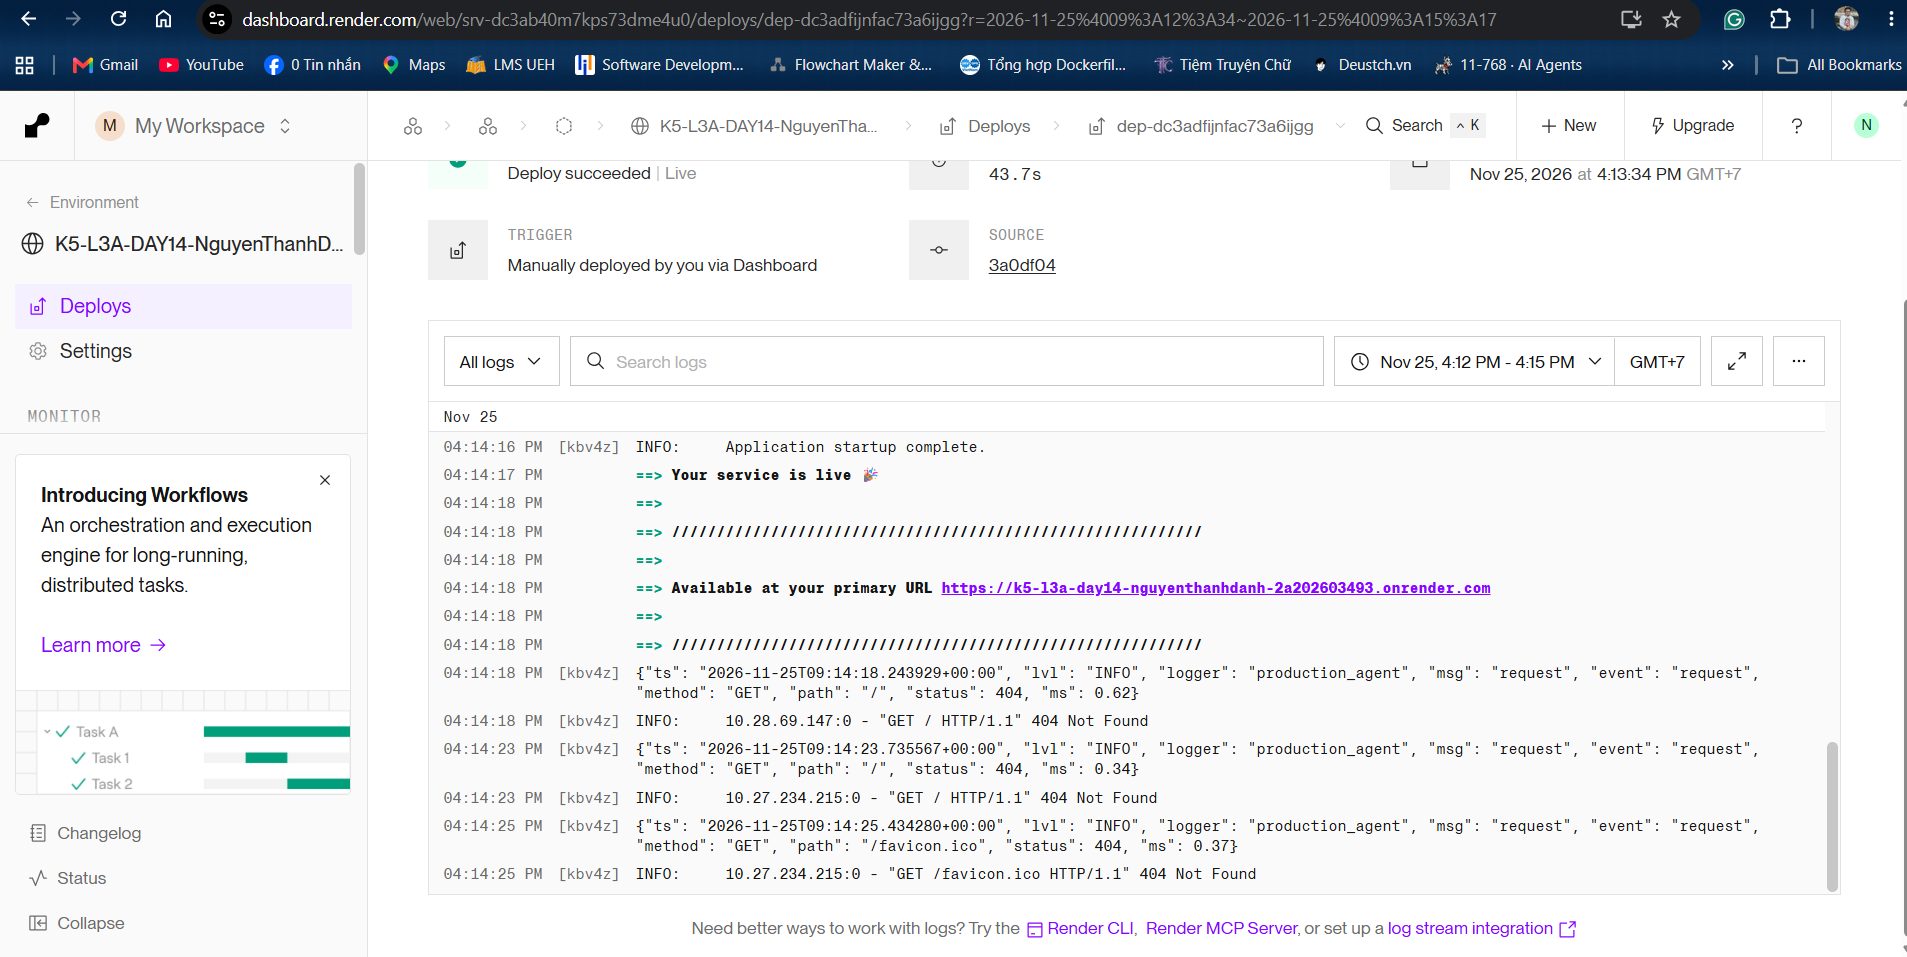 dashboard.render.com/web/srv-dc3ab40m7kps73dme4u0/deploys/dep-dc3adfijnfac73a6ijgg?r=2026-11-25%4009%3A12%3A34~2026-11-25%4009%3A15%3A17
Gmail YouTube 0 Tin nhắn Maps LMS UEH Software Developm... Flowchart Maker &... Tổng hợp Dockerfil... Tiệm Truyện Chữ Deustch.vn 11-768 · AI Agents » All Bookmarks
M My Workspace K5-L3A-DAY14-NguyenTha... Deploys dep-dc3adfijnfac73a6ijgg Search ^ K + New Upgrade ? N
Deploy succeeded | Live 43.7s Nov 25, 2026 at 4:13:34 PM GMT+7
← Environment
K5-L3A-DAY14-NguyenThanhD...
Deploys
Settings
MONITOR
TRIGGER
Manually deployed by you via Dashboard
SOURCE
3a0df04
Introducing Workflows
An orchestration and execution
engine for long-running,
distributed tasks.
Learn more →
Task A
Task 1
Task 2
Changelog
Status
Collapse
All logs Search logs Nov 25, 4:12 PM - 4:15 PM GMT+7 ...
Nov 25
04:14:16 PM [kbv4z] INFO: Application startup complete.
04:14:17 PM ==> Your service is live 🎉
04:14:18 PM ==>
04:14:18 PM ==> ///////////////////////////////////////////////////////////
04:14:18 PM ==>
04:14:18 PM ==> Available at your primary URL https://k5-l3a-day14-nguyenthanhdanh-2a202603493.onrender.com
04:14:18 PM ==>
04:14:18 PM ==> ///////////////////////////////////////////////////////////
04:14:18 PM [kbv4z] {"ts": "2026-11-25T09:14:18.243929+00:00", "lvl": "INFO", "logger": "production_agent", "msg": "request", "event": "request",
"method": "GET", "path": "/", "status": 404, "ms": 0.62}
04:14:18 PM [kbv4z] INFO: 10.28.69.147:0 - "GET / HTTP/1.1" 404 Not Found
04:14:23 PM [kbv4z] {"ts": "2026-11-25T09:14:23.735567+00:00", "lvl": "INFO", "logger": "production_agent", "msg": "request", "event": "request",
"method": "GET", "path": "/", "status": 404, "ms": 0.34}
04:14:23 PM [kbv4z] INFO: 10.27.234.215:0 - "GET / HTTP/1.1" 404 Not Found
04:14:25 PM [kbv4z] {"ts": "2026-11-25T09:14:25.434280+00:00", "lvl": "INFO", "logger": "production_agent", "msg": "request", "event": "request",
"method": "GET", "path": "/favicon.ico", "status": 404, "ms": 0.37}
04:14:25 PM [kbv4z] INFO: 10.27.234.215:0 - "GET /favicon.ico HTTP/1.1" 404 Not Found
Need better ways to work with logs? Try the Render CLI, Render MCP Server, or set up a log stream integration